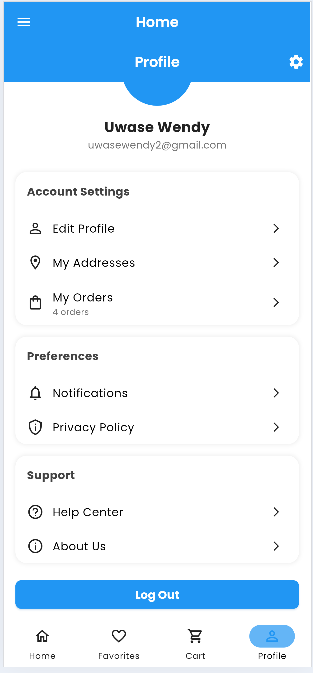 Home
Profile
Uwase Wendy
uwasewendy2@gmail.com
Account Settings
Edit Profile
My Addresses
My Orders
4 orders
Preferences
Notifications
Privacy Policy
Support
Help Center
About Us
Log Out
Home Favorites Cart Profile